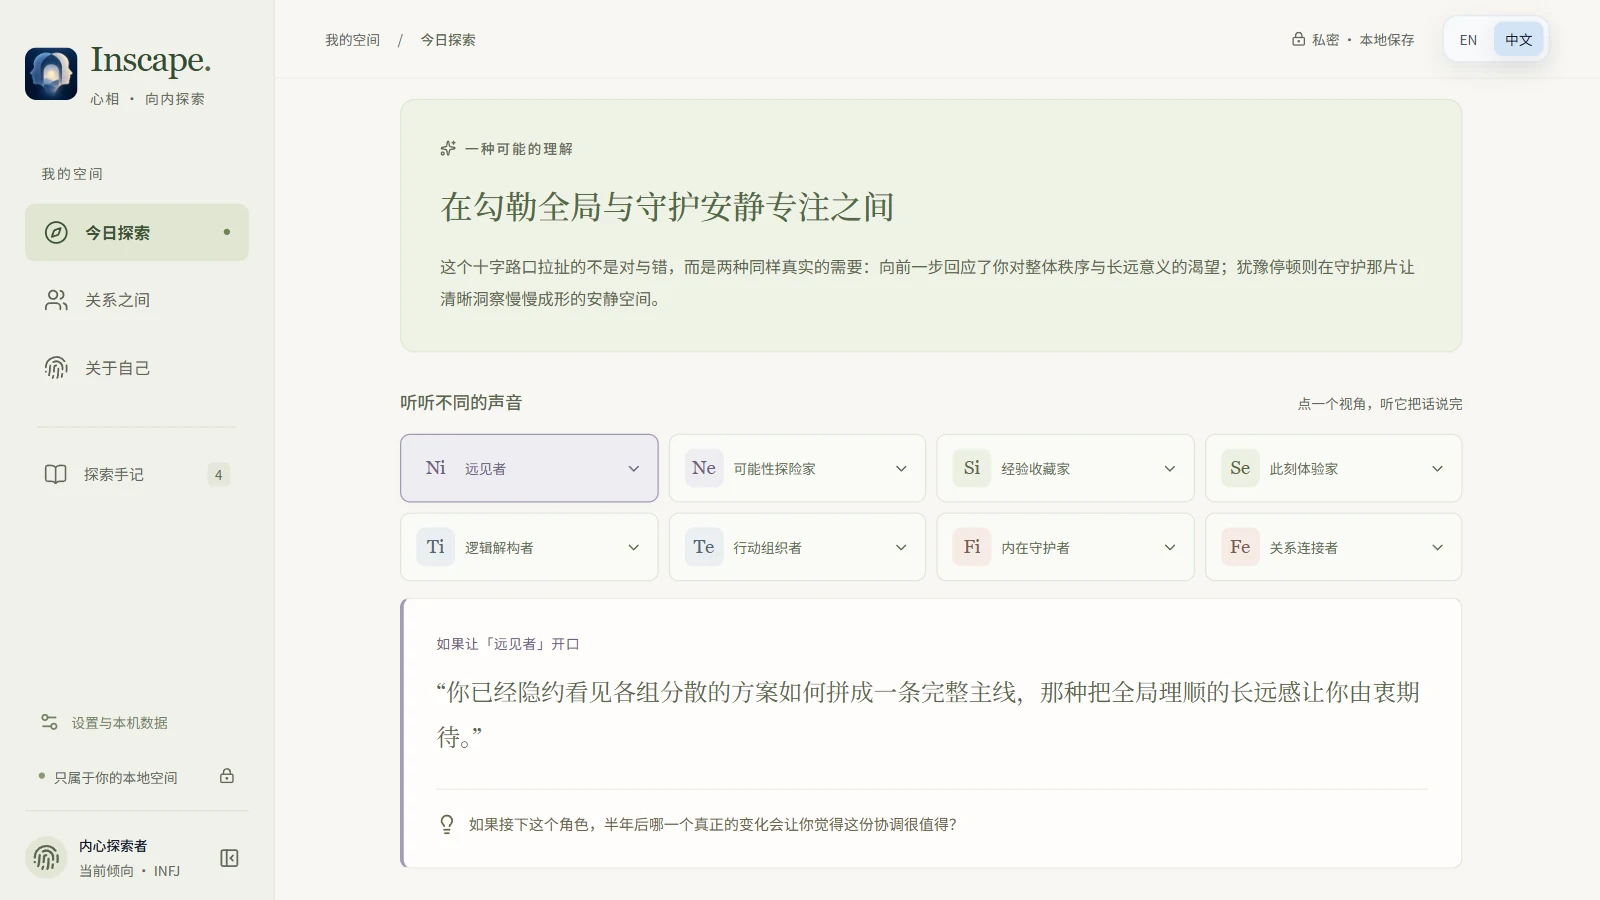 Inscape.
心相 · 向内探索
我的空间
今日探索
关系之间
关于自己
探索手记
4
设置与本机数据
只属于你的本地空间
内心探索者
当前倾向 · INFJ
我的空间 / 今日探索
私密 · 本地保存
EN
中文
一种可能的理解
在勾勒全局与守护安静专注之间
这个十字路口拉扯的不是对与错，而是两种同样真实的需要：向前一步回应了你对整体秩序与长远意义的渴望；犹豫停顿则在守护那片让
清晰洞察慢慢成形的安静空间。
听听不同的声音
点一个视角，听它把话说完
Ni 远见者
Ne 可能性探险家
Si 经验收藏家
Se 此刻体验家
Ti 逻辑解构者
Te 行动组织者
Fi 内在守护者
Fe 关系连接者
如果让「远见者」开口
“你已经隐约看见各组分散的方案如何拼成一条完整主线，那种把全局理顺的长远感让你由衷期
待。”
如果接下这个角色，半年后哪一个真正的变化会让你觉得这份协调很值得？